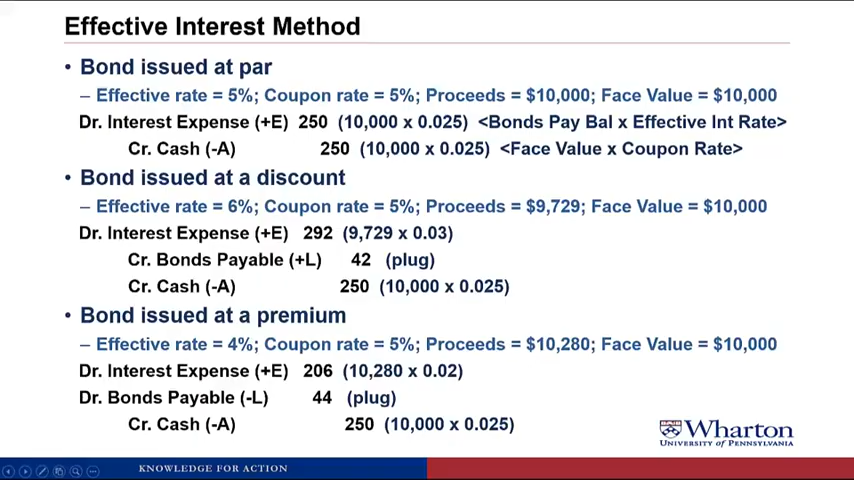 Effective Interest Method
• Bond issued at par
– Effective rate = 5%; Coupon rate = 5%; Proceeds = $10,000; Face Value = $10,000
Dr. Interest Expense (+E) 250 (10,000 x 0.025) <Bonds Pay Bal x Effective Int Rate>
Cr. Cash (-A) 250 (10,000 x 0.025) <Face Value x Coupon Rate>
• Bond issued at a discount
– Effective rate = 6%; Coupon rate = 5%; Proceeds = $9,729; Face Value = $10,000
Dr. Interest Expense (+E) 292 (9,729 x 0.03)
Cr. Bonds Payable (+L) 42 (plug)
Cr. Cash (-A) 250 (10,000 x 0.025)
• Bond issued at a premium
– Effective rate = 4%; Coupon rate = 5%; Proceeds = $10,280; Face Value = $10,000
Dr. Interest Expense (+E) 206 (10,280 x 0.02)
Dr. Bonds Payable (-L) 44 (plug)
Cr. Cash (-A) 250 (10,000 x 0.025)
Wharton
UNIVERSITY OF PENNSYLVANIA
KNOWLEDGE FOR ACTION